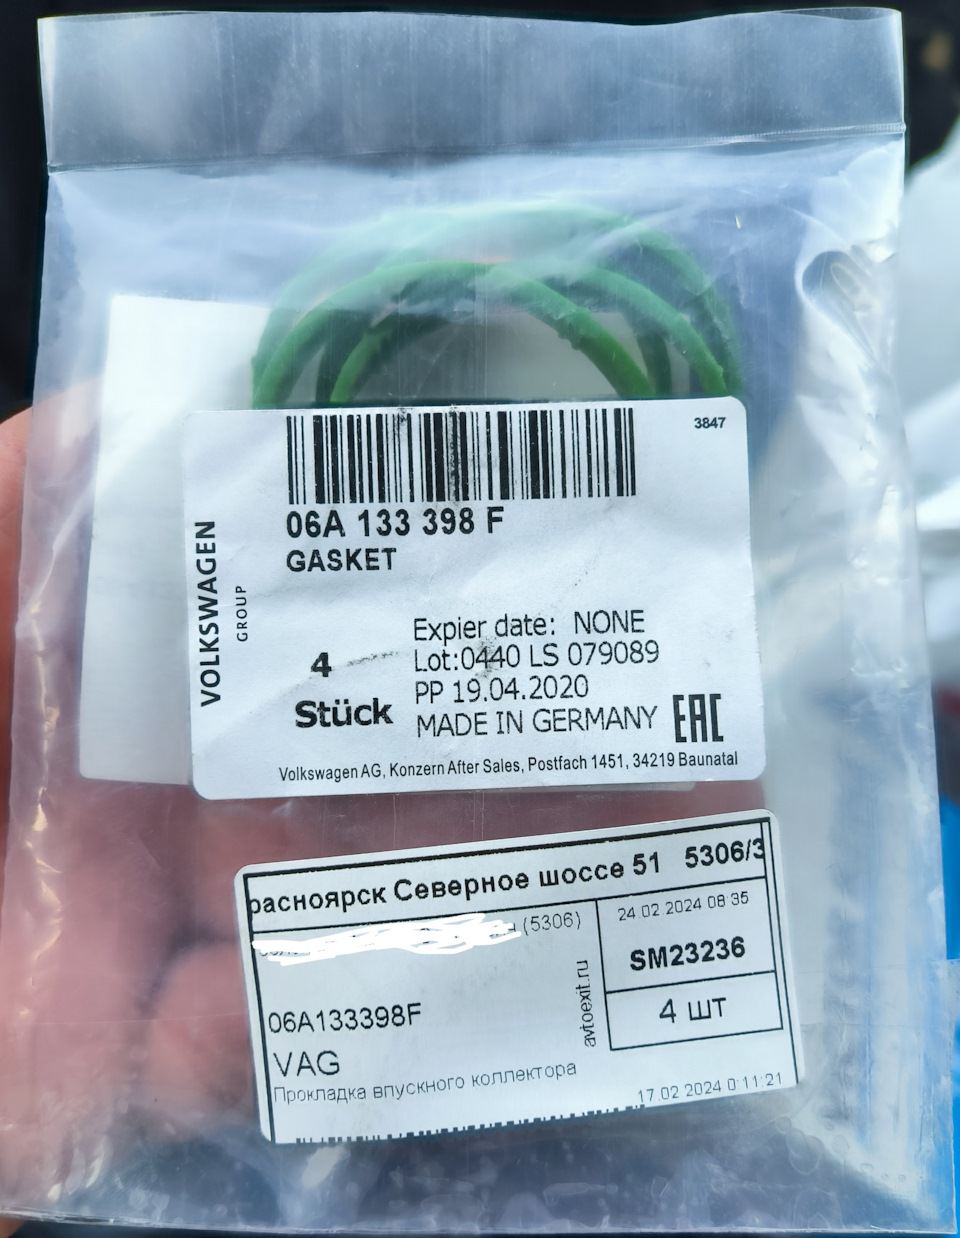 3847
06A 133 398 F
GASKET
VOLKSWAGEN
GROUP
4
Stück
Expier date: NONE
Lot:0440 LS 079089
PP 19.04.2020
MADE IN GERMANY
EAC
Volkswagen AG, Konzern After Sales, Postfach 1451, 34219 Baunatal
расноярск Северное шоссе 51 5306/3
(5306)
24.02.2024 08:35
SM23236
4 шт
avtoexit.ru
06A133398F
VAG
Прокладка впускного коллектора
17.02.2024 0:11:21